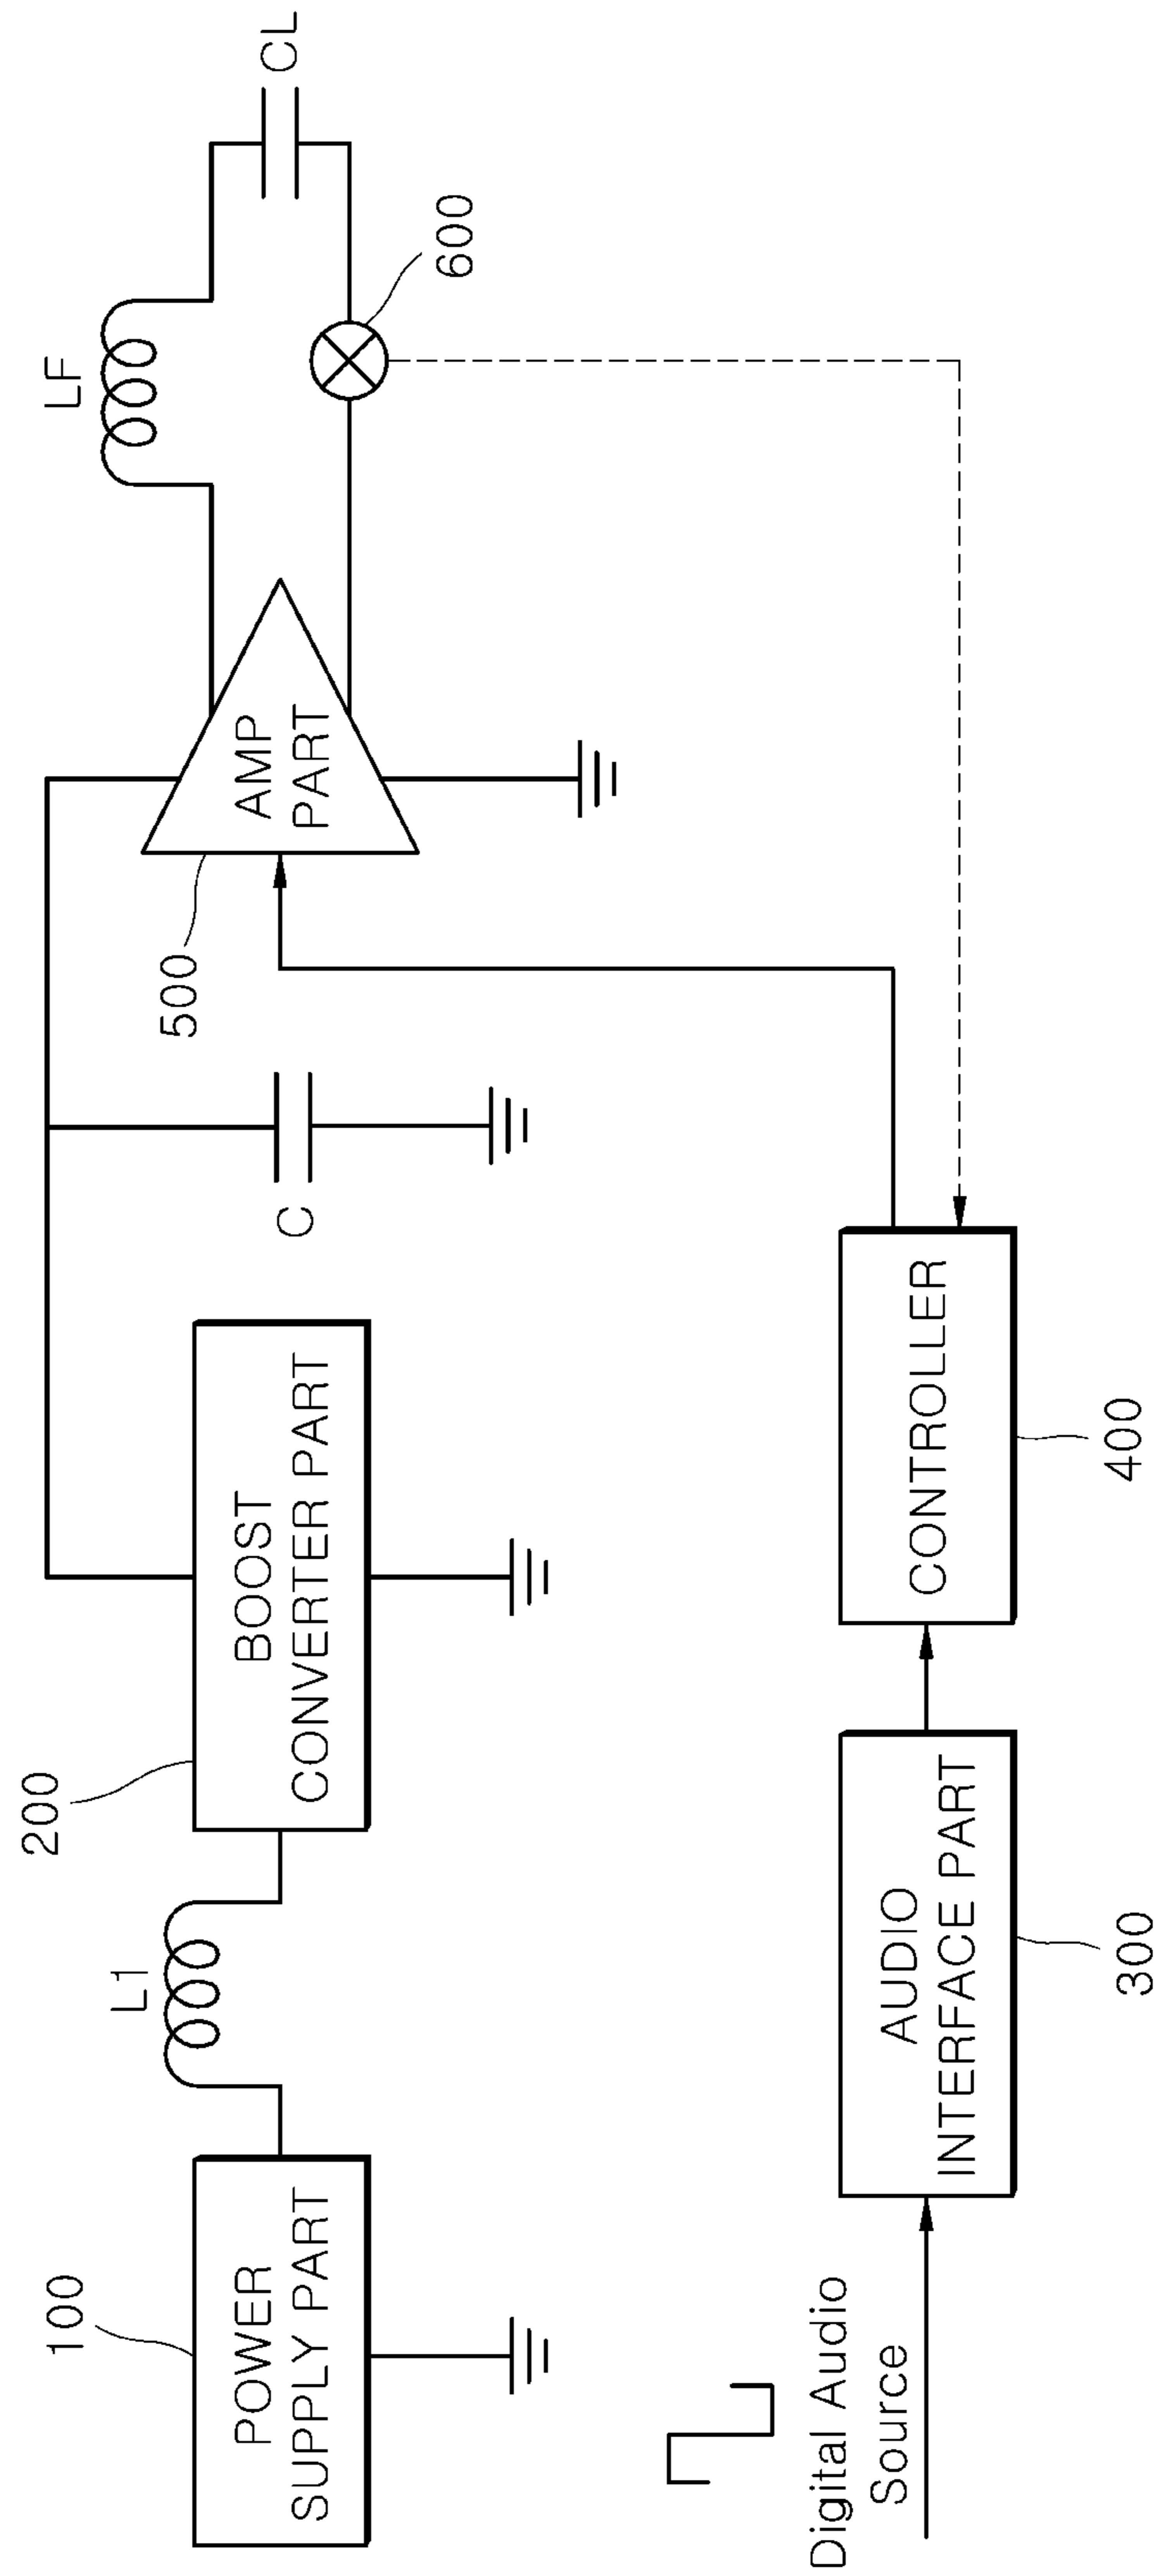 LF
CL
600
AMP
PART
500
C
200
BOOST
CONVERTER PART
L1
100
POWER
SUPPLY PART
CONTROLLER
400
AUDIO
INTERFACE PART
300
Digital Audio
Source